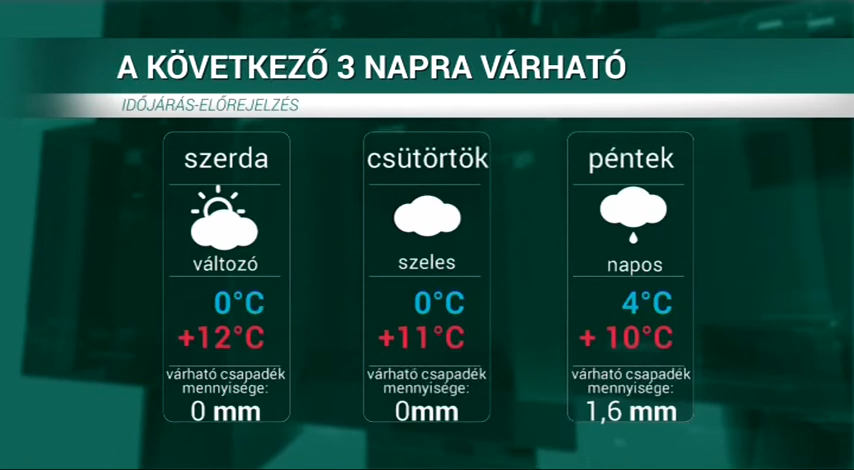 A KÖVETKEZŐ 3 NAPRA VÁRHATÓ
IDŐJÁRÁS-ELŐREJELZÉS
szerda
változó
0°C
+12°C
várható csapadék
mennyisége:
0 mm
csütörtök
szeles
0°C
+11°C
várható csapadék
mennyisége:
0mm
péntek
napos
4°C
+ 10°C
várható csapadék
mennyisége:
1,6 mm